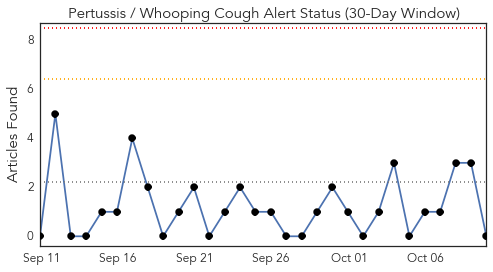 Pertussis / Whooping Cough Alert Status (30-Day Window)
Articles Found
8
6
4
2
0
Sep 11 Sep 16 Sep 21 Sep 26 Oct 01 Oct 06